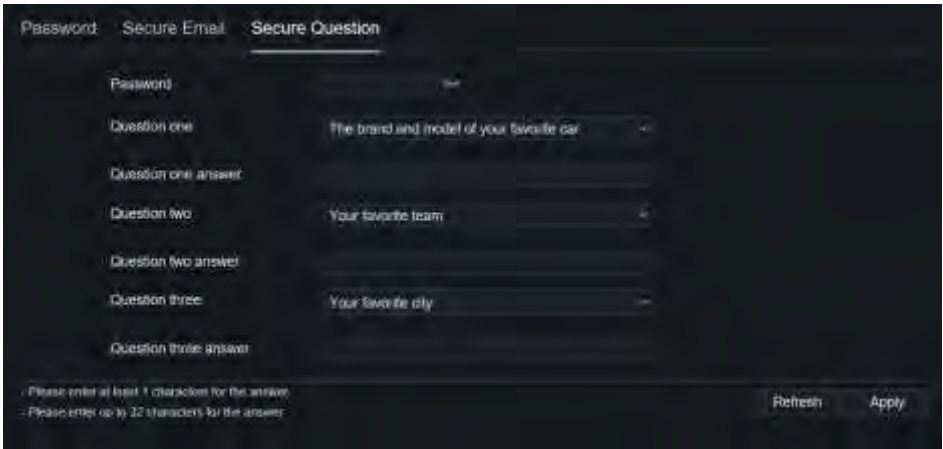 Password Secure Email Secure Question
Password
Question one The brand and model of your favorite car
Question one answer
Question two Your favorite team
Question two answer
Question three Your favorite city
Question three answer
- Please enter at least 1 characters for the answer
- Please enter up to 32 characters for the answer
Refresh Apply